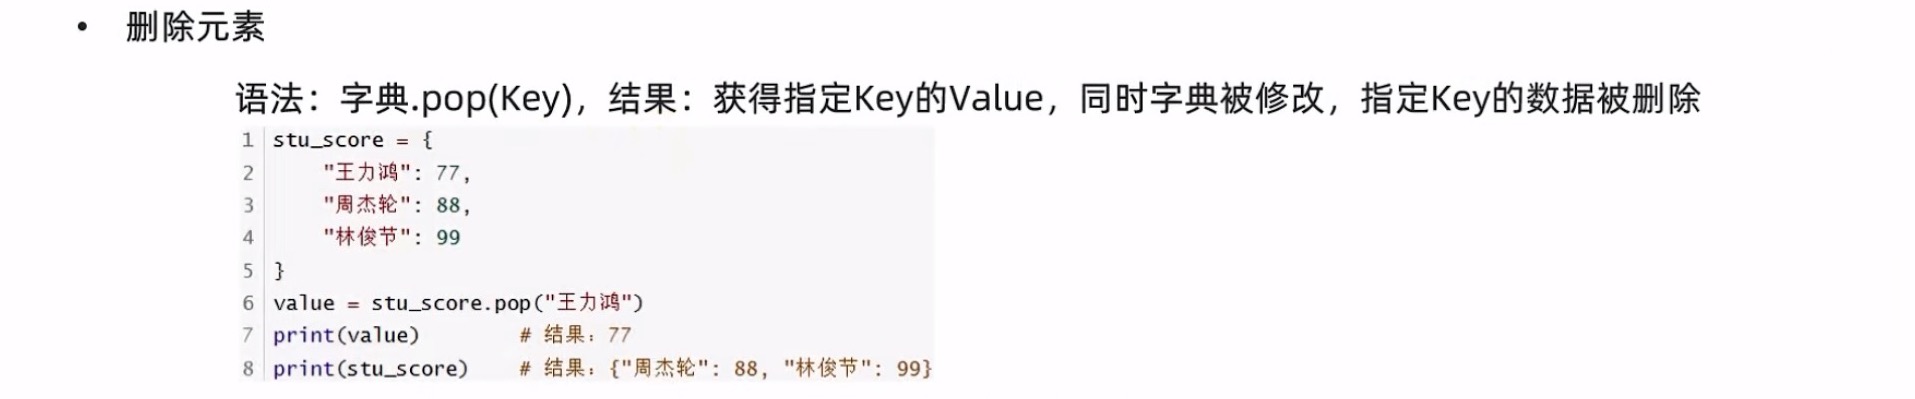 • 删除元素
语法：字典.pop(Key)，结果：获得指定Key的Value，同时字典被修改，指定Key的数据被删除
1 stu_score = {
2     "王力鸿": 77,
3     "周杰轮": 88,
4     "林俊节": 99
5 }
6 value = stu_score.pop("王力鸿")
7 print(value)        # 结果：77
8 print(stu_score)    # 结果：{"周杰轮": 88, "林俊节": 99}